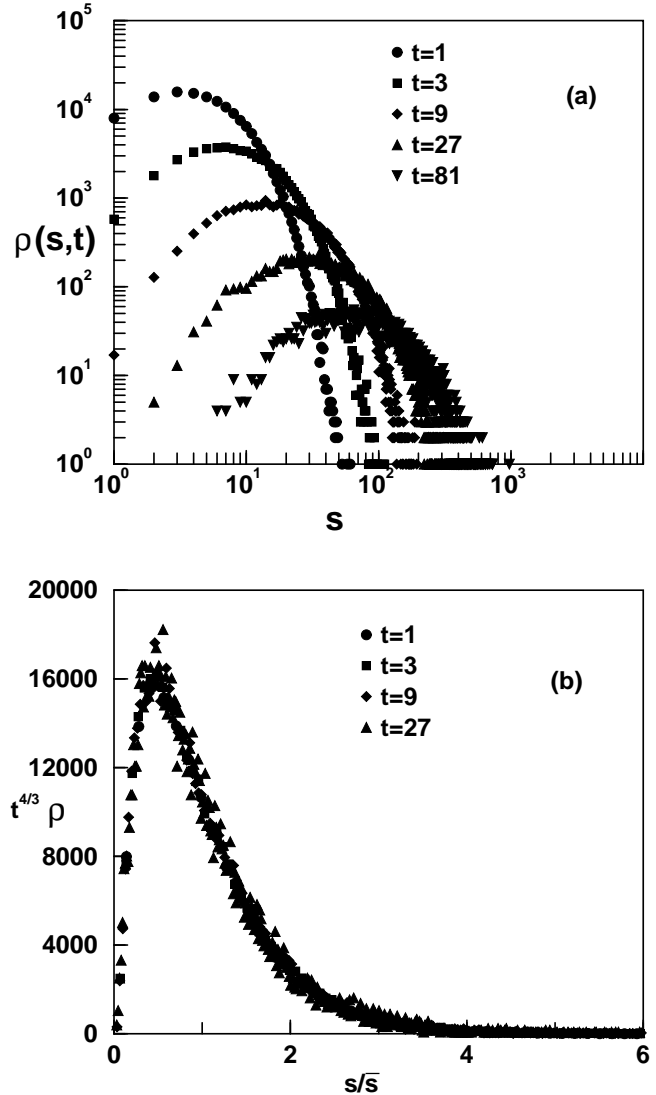 10^5
10^4
10^3
10^2
10^1
10^0
ρ(s,t)
t=1
t=3
t=9
t=27
t=81
(a)
10^0 10^1 10^2 10^3
s
20000
16000
12000
8000
4000
0
t^{4/3} ρ
t=1
t=3
t=9
t=27
(b)
0 2 4 6
s/s̅